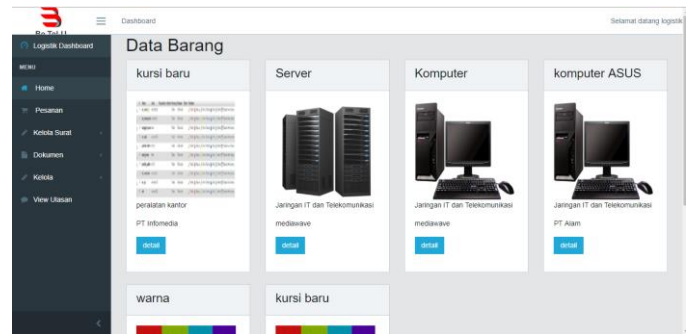 Dashboard
Selamat datang logistik
Logistik Dashboard
MENU
Home
Pesanan
Kelola Surat
Dokumen
Kelola
View Ulasan
Data Barang
kursi baru
peralatan kantor
PT Infomedia
detail
Server
Jaringan IT dan Telekomunikasi
mediawave
detail
Komputer
Jaringan IT dan Telekomunikasi
mediawave
detail
komputer ASUS
Jaringan IT dan Telekomunikasi
PT Alam
detail
warna
kursi baru